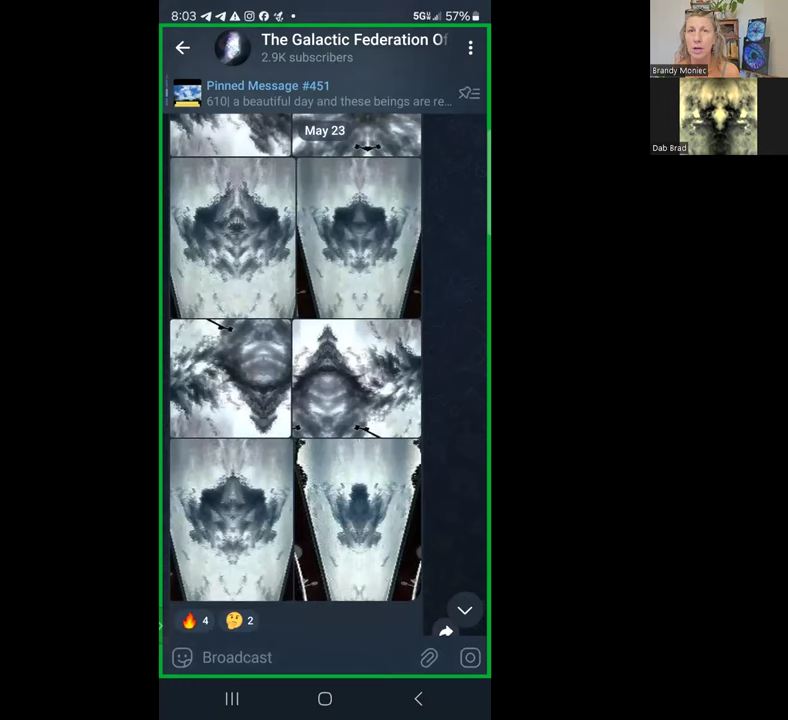 8:03
5G 57%
The Galactic Federation Of
2.9K subscribers
Pinned Message #451
610| a beautiful day and these beings are re...
May 23
4
2
Broadcast
Brandy Moniec
Dab Brad